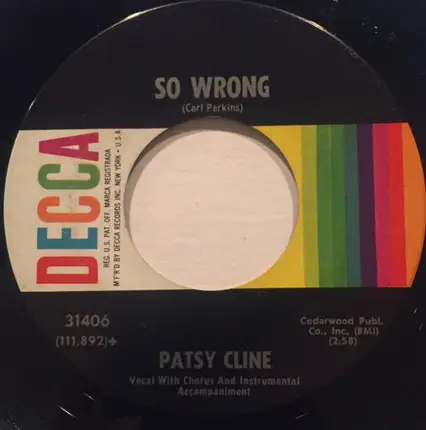 SO WRONG
(Carl Perkins)
DECCA
REG. U.S. PAT. OFF. MARCA REGISTRADA
M'F'R'D BY DECCA RECORDS INC. NEW YORK • U.S.A
31406
(111,892)+
Cedarwood Publ.
Co., Inc, (BMI)
(2:58)
PATSY CLINE
Vocal With Chorus And Instrumental
Accompaniment